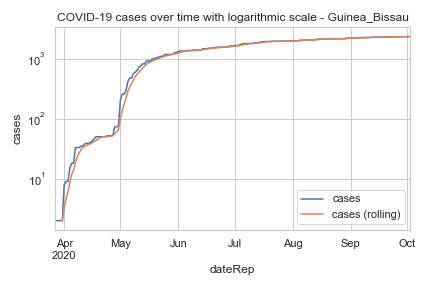 COVID-19 cases over time with logarithmic scale - Guinea_Bissau
10³
10²
10¹
cases
cases
cases (rolling)
Apr May Jun Jul Aug Sep Oct
2020
dateRep